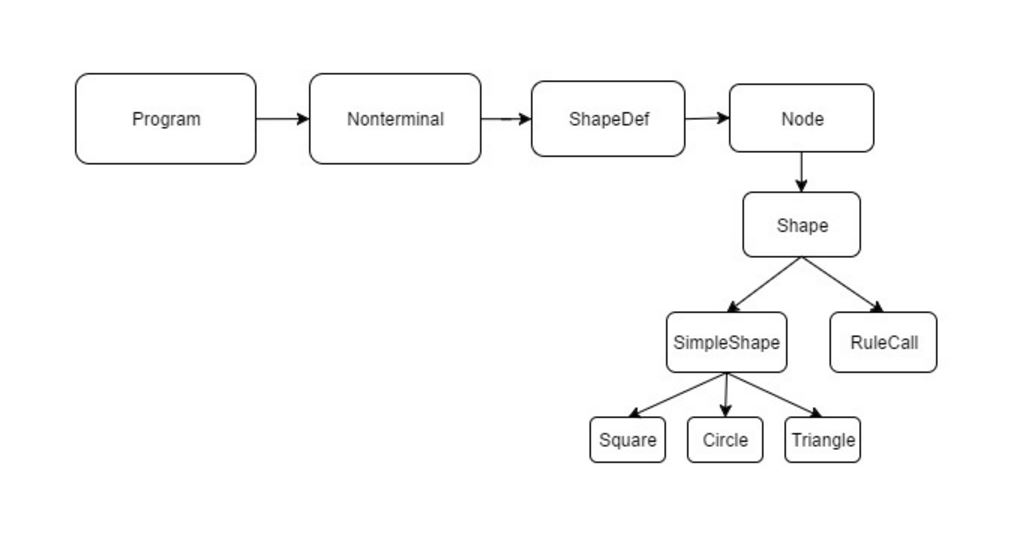 Program
Nonterminal
ShapeDef
Node
Shape
SimpleShape
RuleCall
Square
Circle
Triangle